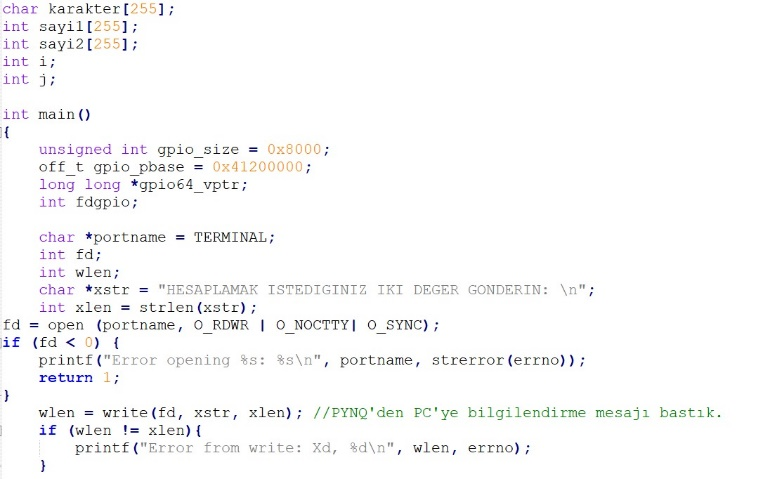 char karakter[255];
int sayi1[255];
int sayi2[255];
int i;
int j;
int main()
{
unsigned int gpio_size = 0x8000;
off_t gpio_pbase = 0x41200000;
long long *gpio64_vptr;
int fdgpio;
char *portname = TERMINAL;
int fd;
int wlen;
char *xstr = "HESAPLAMAK ISTEDIGINIZ IKI DEGER GONDERIN: \n";
int xlen = strlen(xstr);
fd = open (portname, O_RDWR | O_NOCTTY| O_SYNC);
if (fd < 0) {
printf("Error opening %s: %s\n", portname, strerror(errno));
return 1;
}
wlen = write(fd, xstr, xlen); //PYNQ'den PC'ye bilgilendirme mesajı bastık.
if (wlen != xlen){
printf("Error from write: Xd, %d\n", wlen, errno);
}